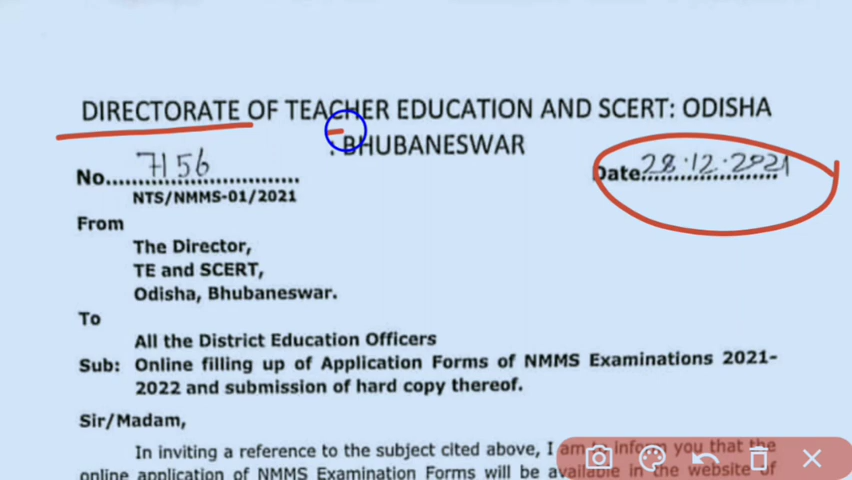 DIRECTORATE OF TEACHER EDUCATION AND SCERT: ODISHA
: BHUBANESWAR
No...7156...
Date...28.12.2021
NTS/NMMS-01/2021
From
The Director,
TE and SCERT,
Odisha, Bhubaneswar.
To
All the District Education Officers
Sub: Online filling up of Application Forms of NMMS Examinations 2021-
2022 and submission of hard copy thereof.
Sir/Madam,
In inviting a reference to the subject cited above, I am to inform you that the
online application of NMMS Examination Forms will be available in the website of